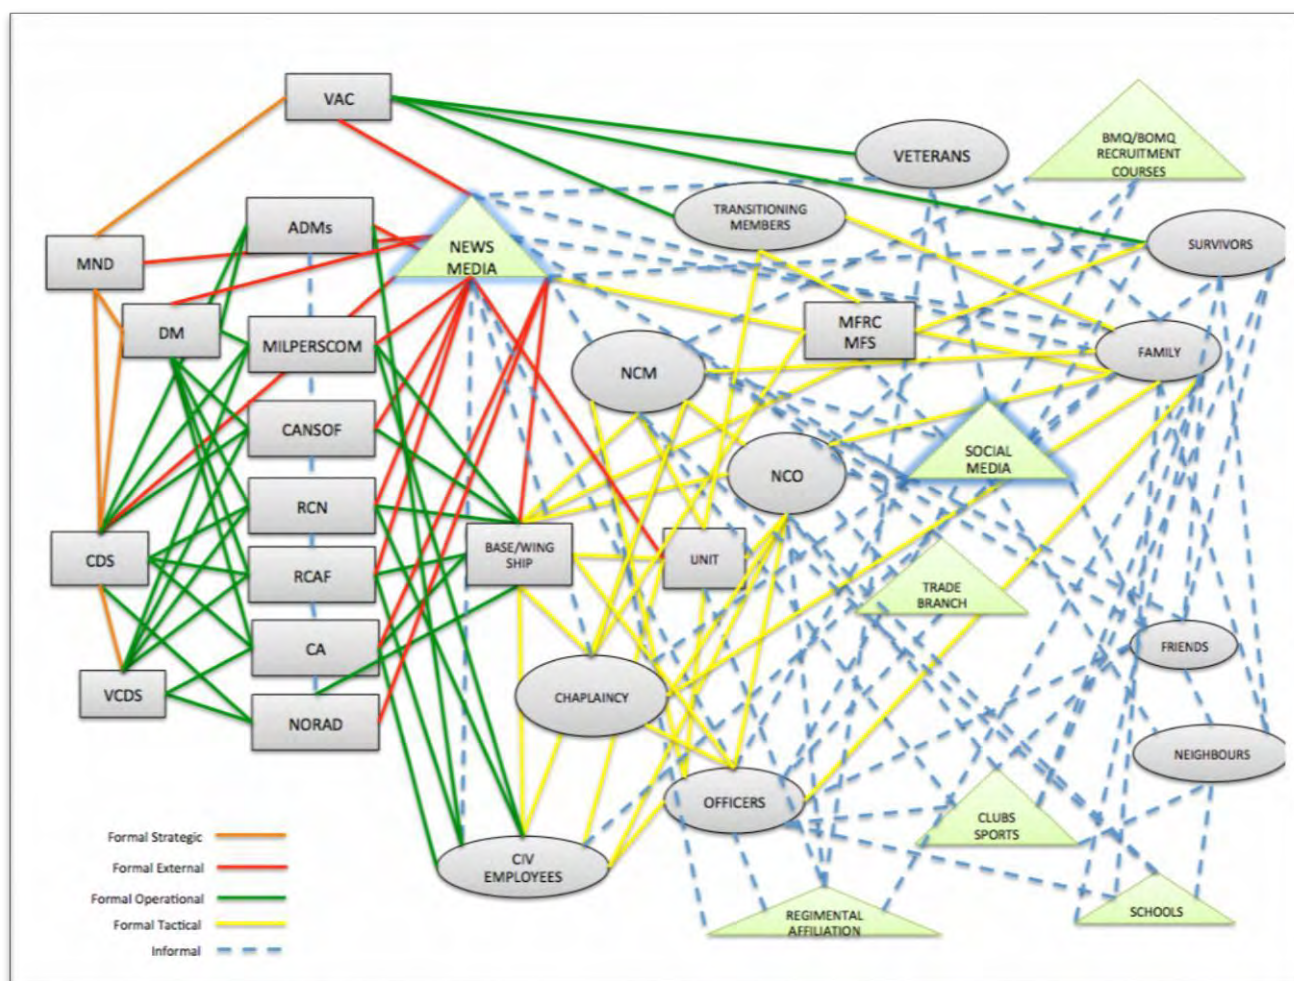 VAC
VETERANS
BMQ/BOMQ
RECRUITMENT
COURSES
TRANSITIONING
MEMBERS
ADMs
NEWS
MEDIA
SURVIVORS
MND
DM
MFRC
MFS
MILPERSCOM
NCM
FAMILY
CANSOF
SOCIAL
MEDIA
NCO
RCN
CDS
BASE/WING
SHIP
UNIT
RCAF
TRADE
BRANCH
CA
FRIENDS
VCDS
CHAPLAINCY
NORAD
NEIGHBOURS
OFFICERS
CLUBS
SPORTS
CIV
EMPLOYEES
REGIMENTAL
AFFILIATION
SCHOOLS
Formal Strategic
Formal External
Formal Operational
Formal Tactical
Informal